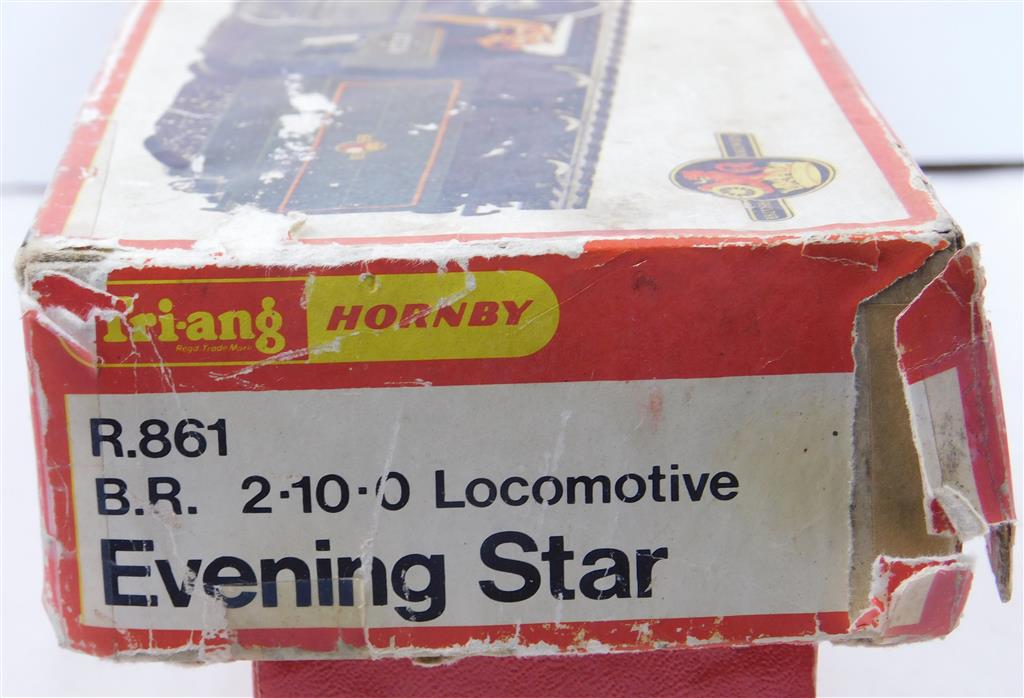 Tri-ang HORNBY
Regd. Trade Mark
R.861
B.R. 2-10-0 Locomotive
Evening Star